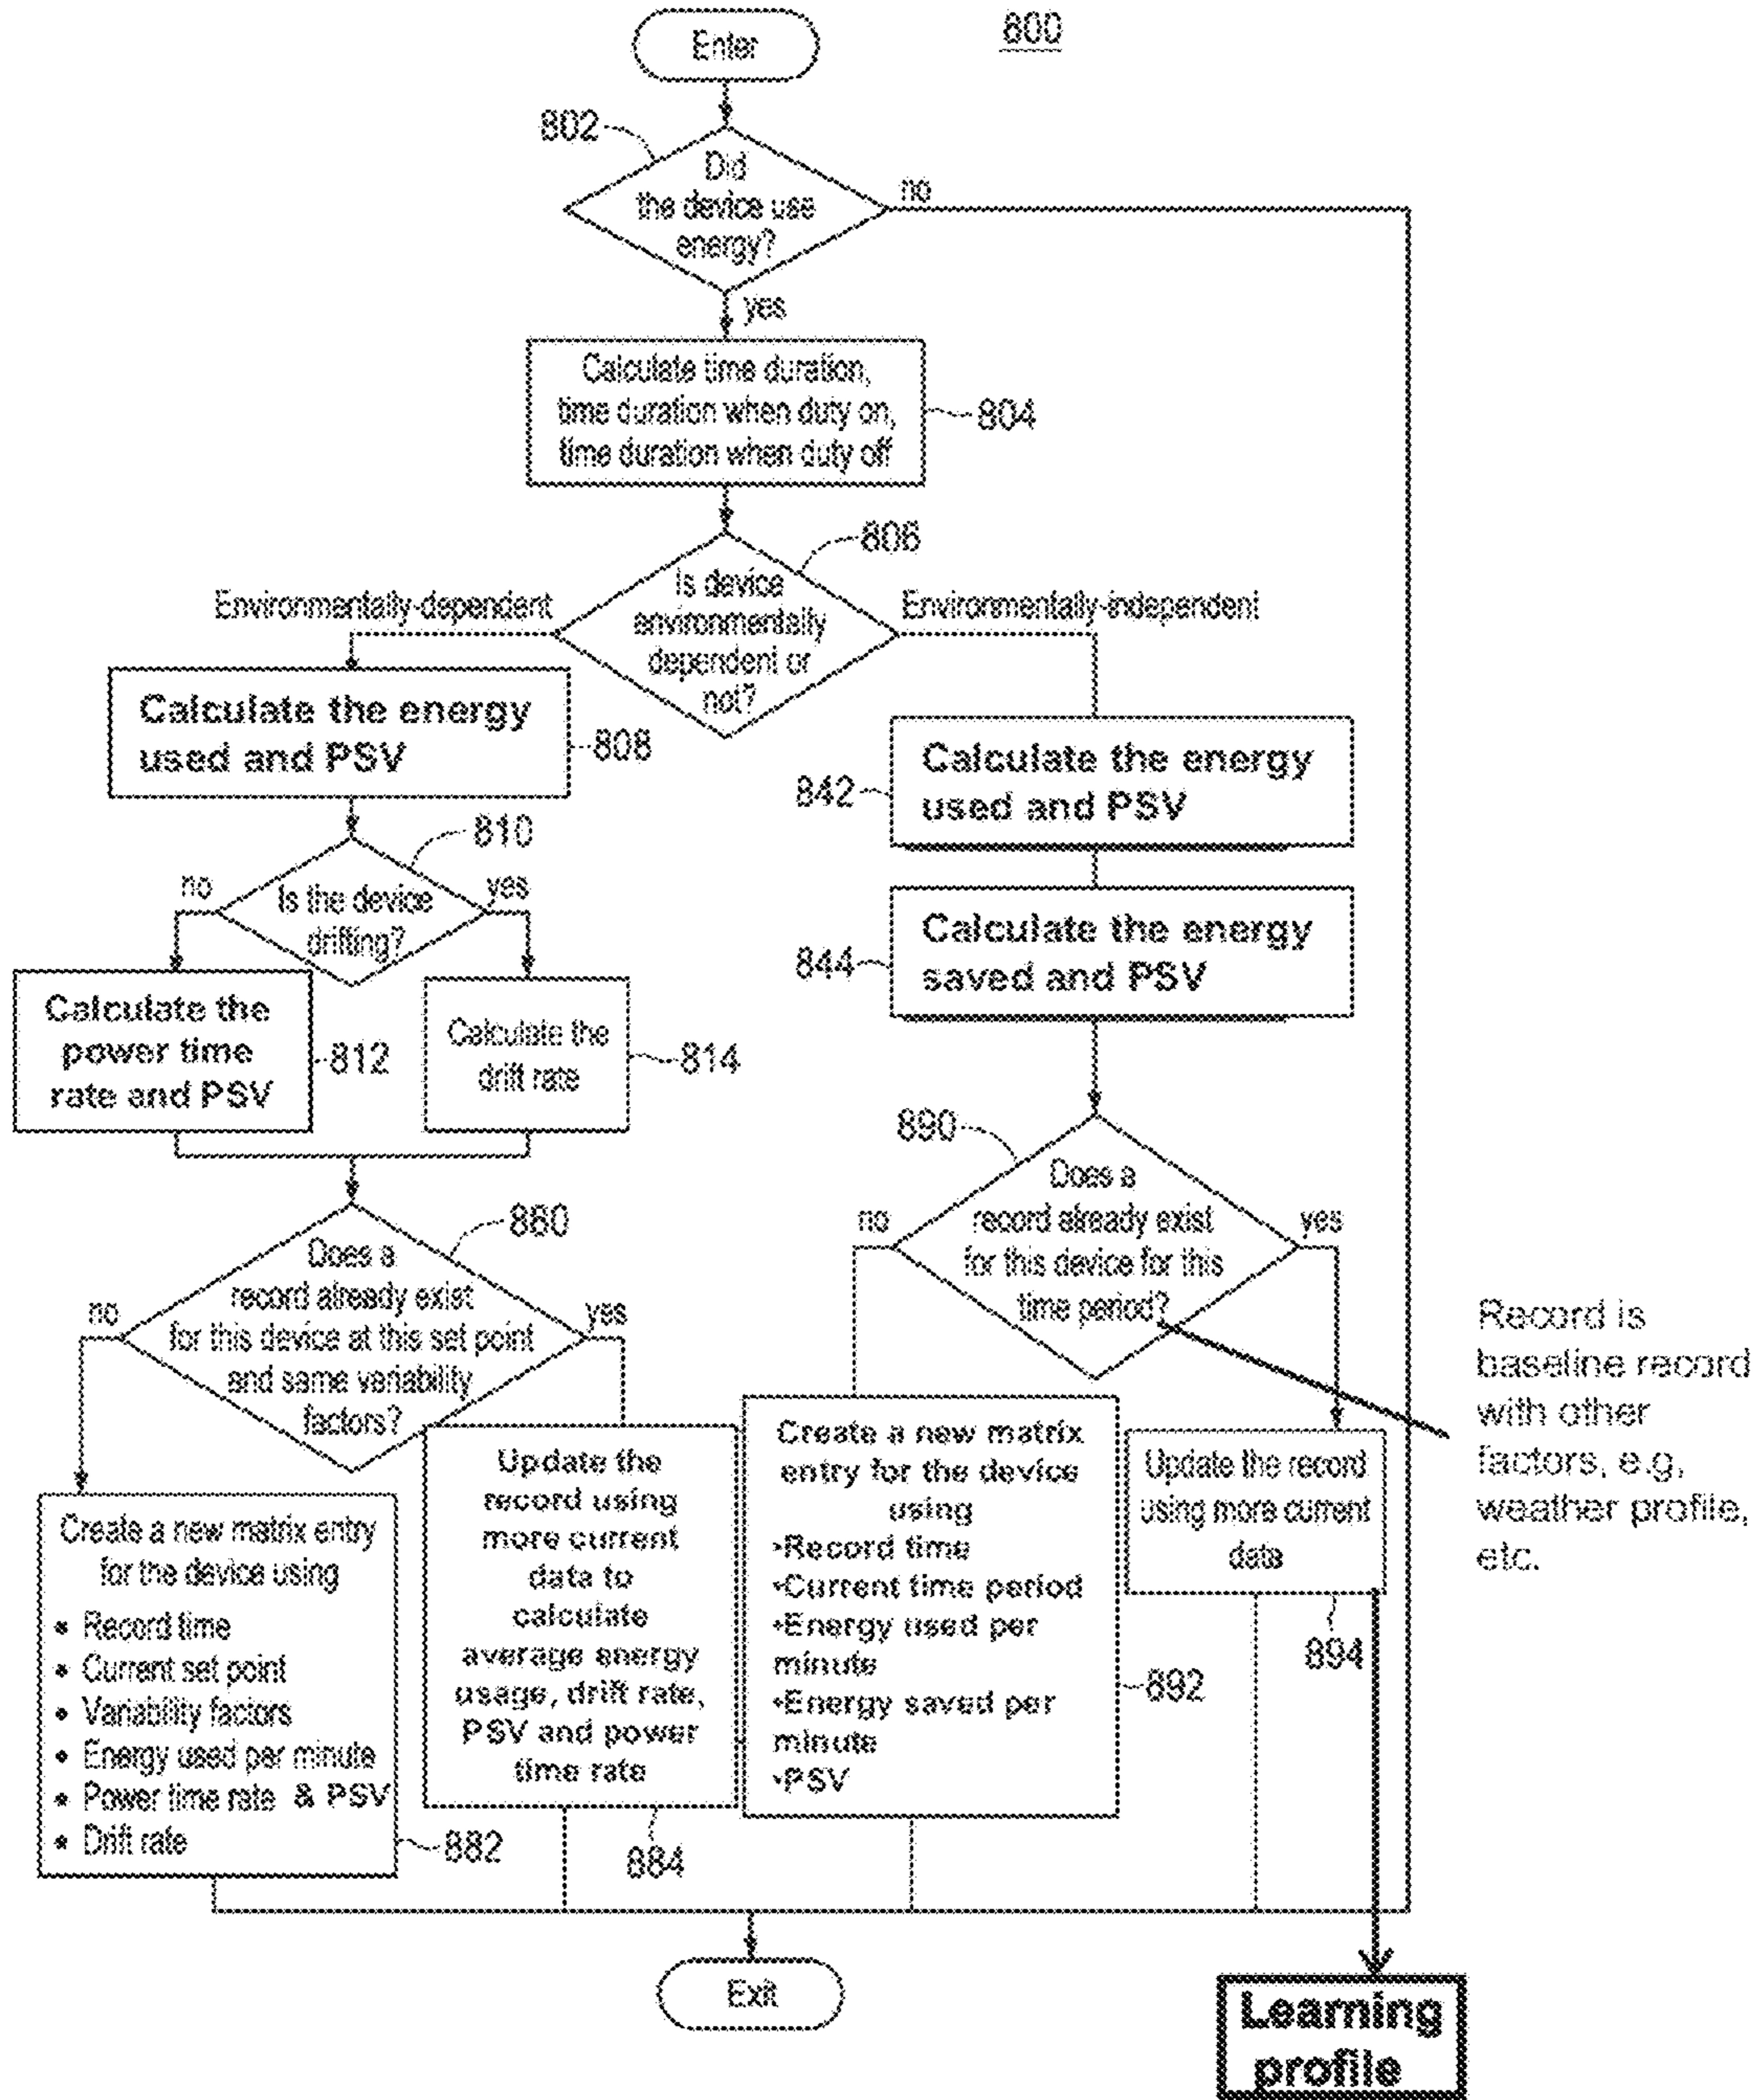 800
Enter
802
Did
the device use
energy?
no
yes
Calculate time duration,
time duration when duty on,
time duration when duty off
804
806
Is device
environmentally
dependent or
not?
Environmentally-dependent
Environmentally-independent
Calculate the energy
used and PSV
808
842
Calculate the energy
used and PSV
810
Is the device
drifting?
no
yes
844
Calculate the energy
saved and PSV
Calculate the
power time
rate and PSV
812
Calculate the
drift rate
814
890
Does a
record already exist
for this device for this
time period?
no
yes
880
Does a
record already exist
for this device at this set point
and same variability
factors?
no
yes
Record is
baseline record
with other
factors, e.g,
weather profile,
etc.
Create a new matrix entry
for the device using
• Record time
• Current set point
• Variability factors
• Energy used per minute
• Power time rate & PSV
• Drift rate
882
Update the
record using
more current
data to
calculate
average energy
usage, drift rate,
PSV and power
time rate
884
Create a new matrix
entry for the device
using
•Record time
•Current time period
•Energy used per
minute
•Energy saved per
minute
•PSV
892
Update the record
using more current
data
894
Exit
Learning
profile